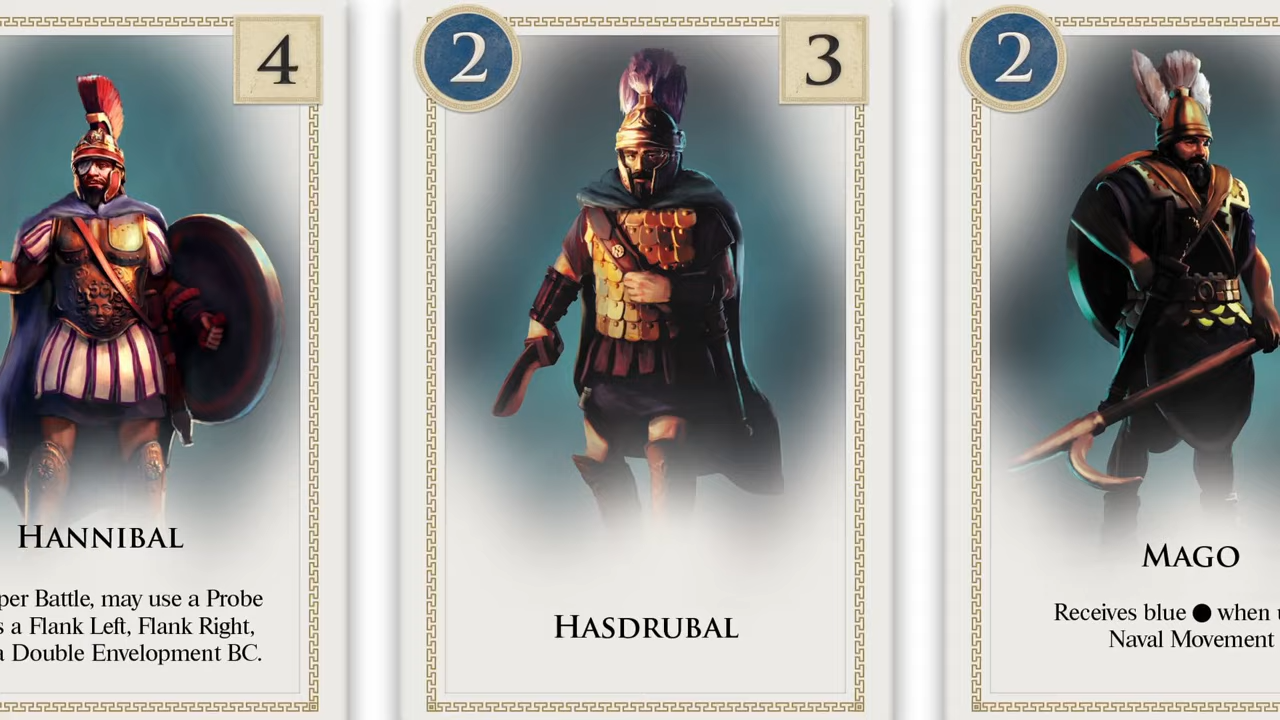 4
HANNIBAL
per Battle, may use a Probe
a Flank Left, Flank Right,
a Double Envelopment BC.
2
3
HASDRUBAL
2
MAGO
Receives blue ● when
Naval Movement